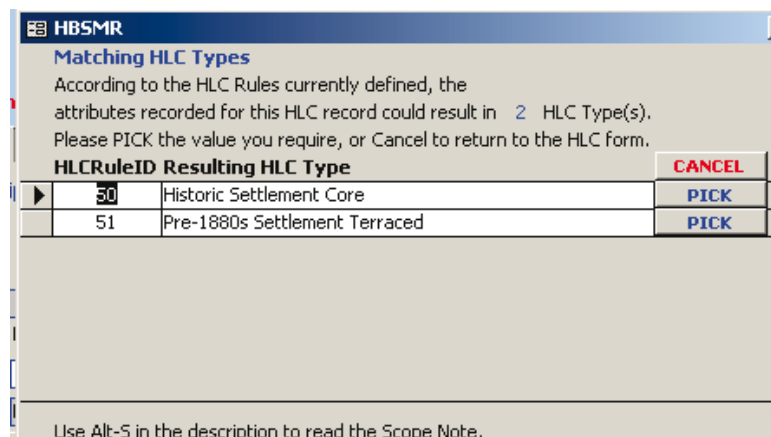 HBSMR
Matching HLC Types
According to the HLC Rules currently defined, the
attributes recorded for this HLC record could result in 2 HLC Type(s).
Please PICK the value you require, or Cancel to return to the HLC form.
HLCRuleID Resulting HLC Type CANCEL
50 Historic Settlement Core PICK
51 Pre-1880s Settlement Terraced PICK
Use Alt-S in the description to read the Scope Note.